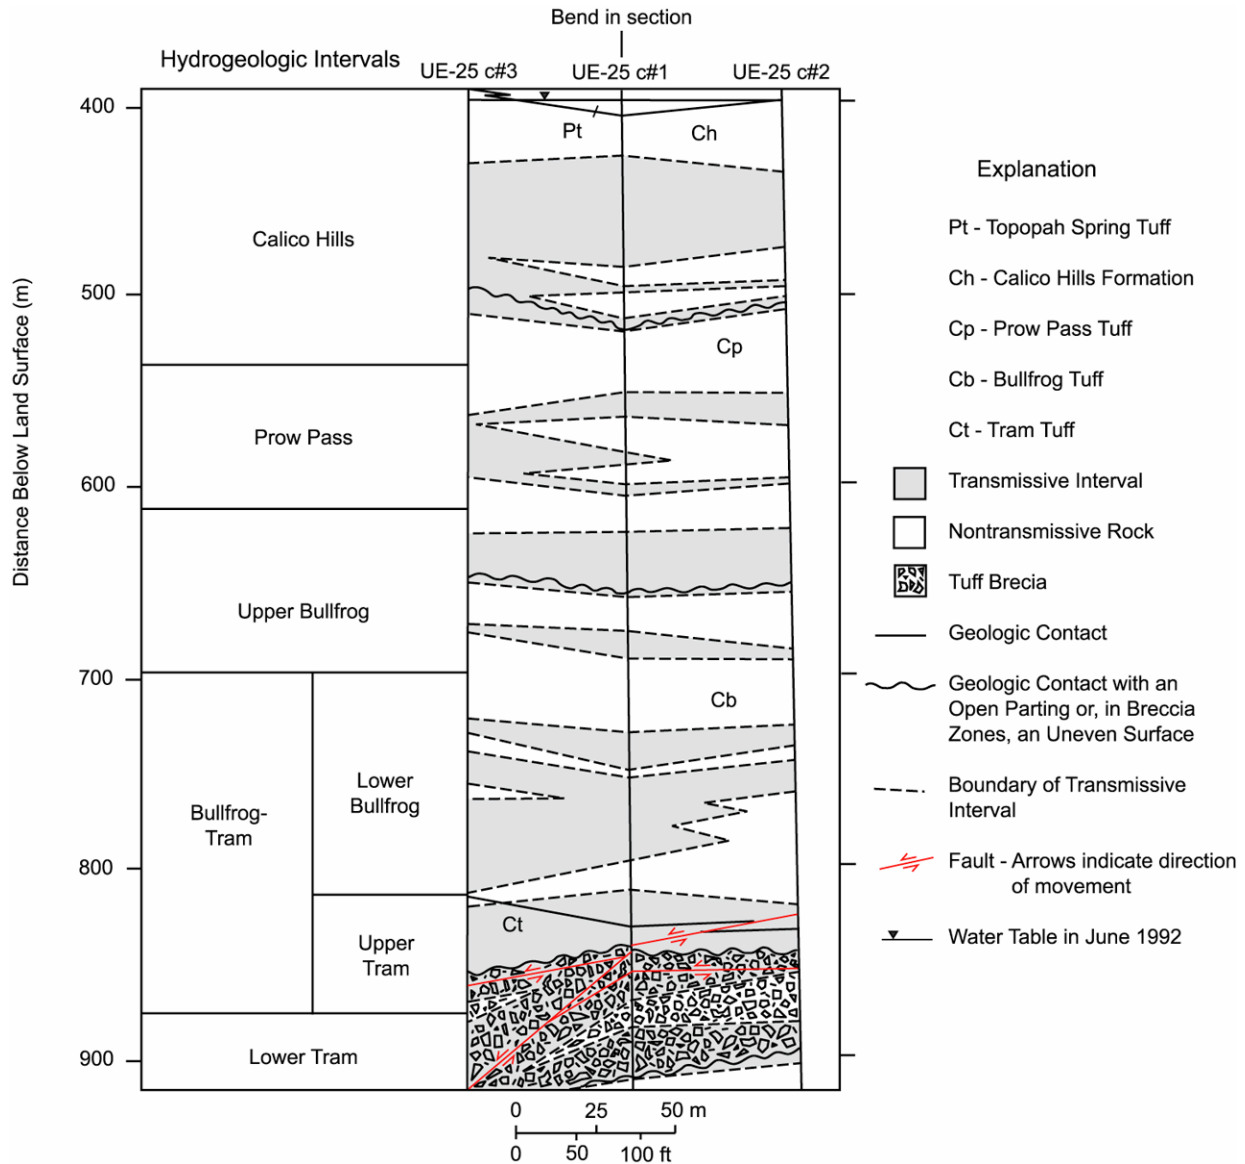 Bend in section
Hydrogeologic Intervals
UE-25 c#3
UE-25 c#1
UE-25 c#2
Distance Below Land Surface (m)
400
500
600
700
800
900
Calico Hills
Prow Pass
Upper Bullfrog
Bullfrog-
Tram
Lower
Bullfrog
Upper
Tram
Lower Tram
Pt
Ch
Cp
Cb
Ct
0
25
50 m
0
50
100 ft
Explanation
Pt - Topopah Spring Tuff
Ch - Calico Hills Formation
Cp - Prow Pass Tuff
Cb - Bullfrog Tuff
Ct - Tram Tuff
Transmissive Interval
Nontransmissive Rock
Tuff Brecia
Geologic Contact
Geologic Contact with an
Open Parting or, in Breccia
Zones, an Uneven Surface
Boundary of Transmissive
Interval
Fault - Arrows indicate direction
of movement
Water Table in June 1992